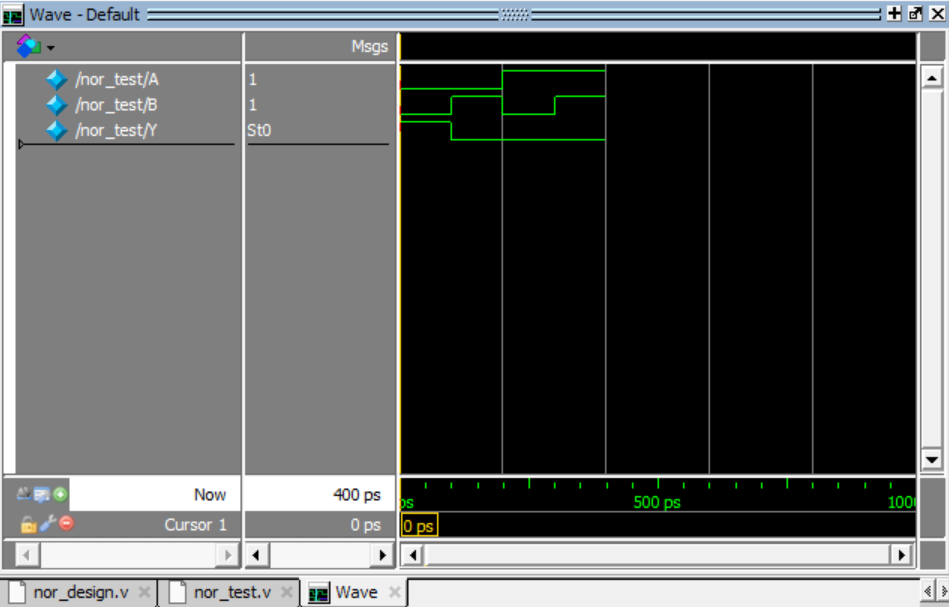 Wave - Default
Msgs
/nor_test/A 1
/nor_test/B 1
/nor_test/Y St0
Now 400 ps
ps 500 ps 100
Cursor 1 0 ps 0 ps
nor_design.v nor_test.v Wave